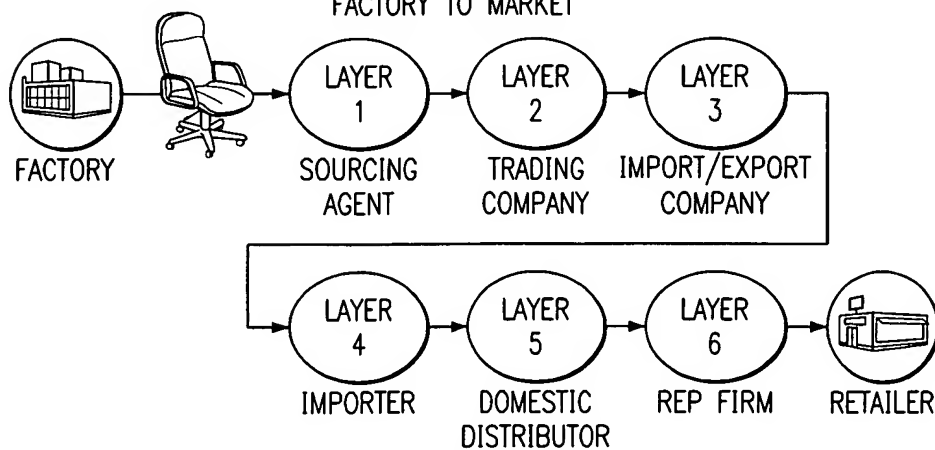 FACTORY TO MARKET
LAYER
1
LAYER
2
LAYER
3
FACTORY
SOURCING
AGENT
TRADING
COMPANY
IMPORT/EXPORT
COMPANY
LAYER
4
LAYER
5
LAYER
6
IMPORTER
DOMESTIC
DISTRIBUTOR
REP FIRM
RETAILER